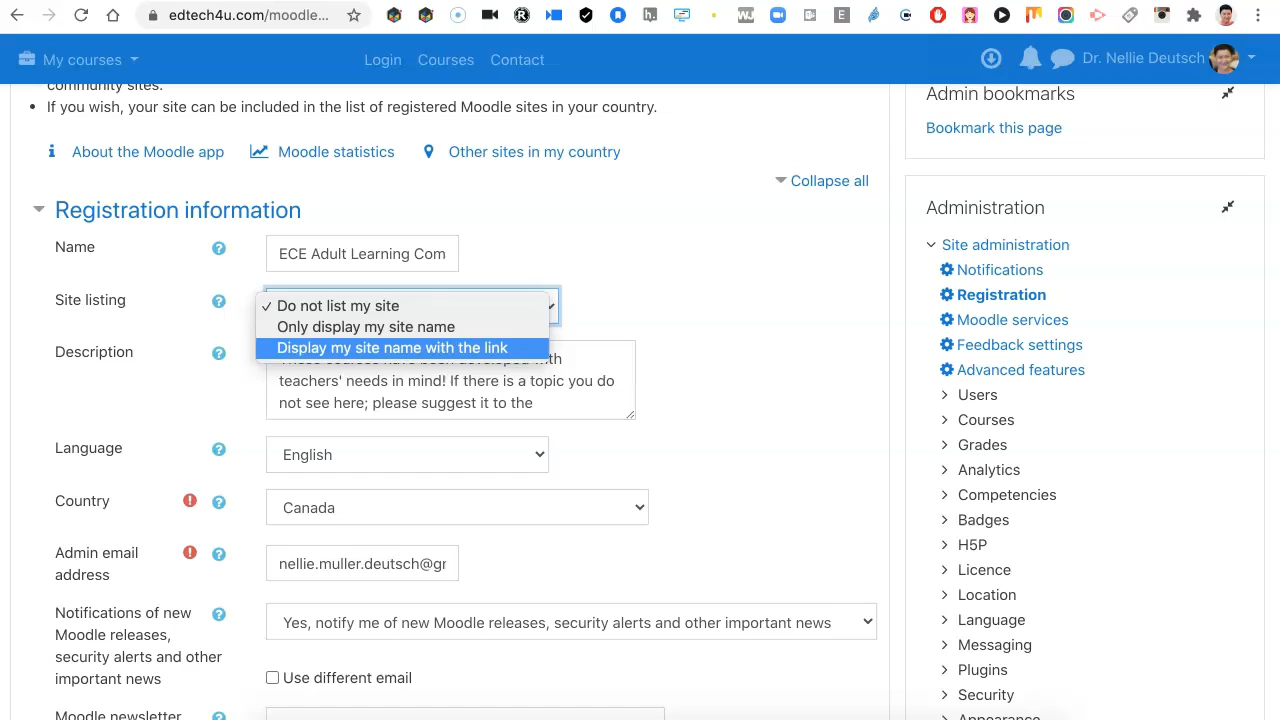 edtech4u.com/moodle...
My courses
Login
Courses
Contact
Dr. Nellie Deutsch
community sites.
If you wish, your site can be included in the list of registered Moodle sites in your country.
About the Moodle app
Moodle statistics
Other sites in my country
Collapse all
Registration information
Name
ECE Adult Learning Com
Site listing
Do not list my site
Only display my site name
Display my site name with the link
Description
teachers' needs in mind! If there is a topic you do
not see here; please suggest it to the
Language
English
Country
Canada
Admin email
address
nellie.muller.deutsch@gr
Notifications of new
Moodle releases,
security alerts and other
important news
Yes, notify me of new Moodle releases, security alerts and other important news
Use different email
Moodle newsletter
Admin bookmarks
Bookmark this page
Administration
Site administration
Notifications
Registration
Moodle services
Feedback settings
Advanced features
Users
Courses
Grades
Analytics
Competencies
Badges
H5P
Licence
Location
Language
Messaging
Plugins
Security
Appearance